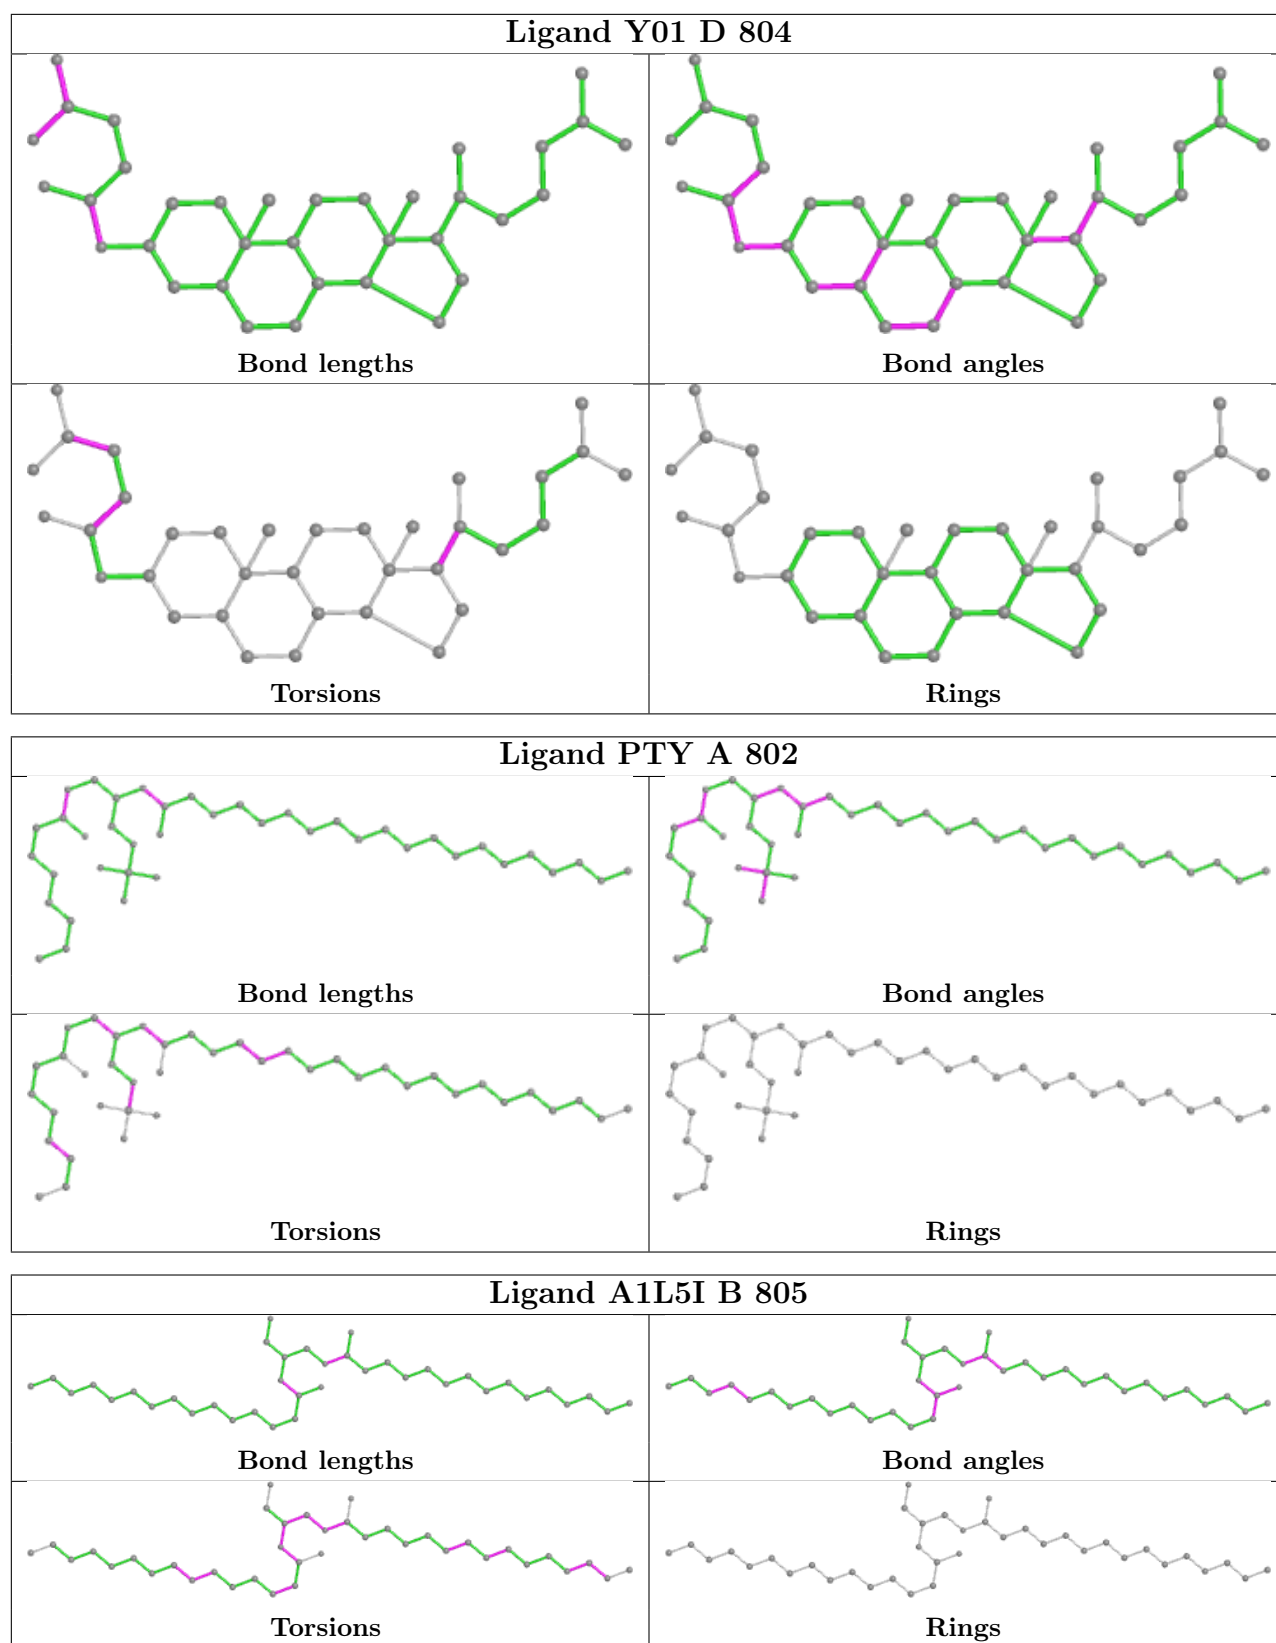 Ligand Y01 D 804
Bond lengths
Bond angles
Torsions
Rings
Ligand PTY A 802
Bond lengths
Bond angles
Torsions
Rings
Ligand A1L5I B 805
Bond lengths
Bond angles
Torsions
Rings